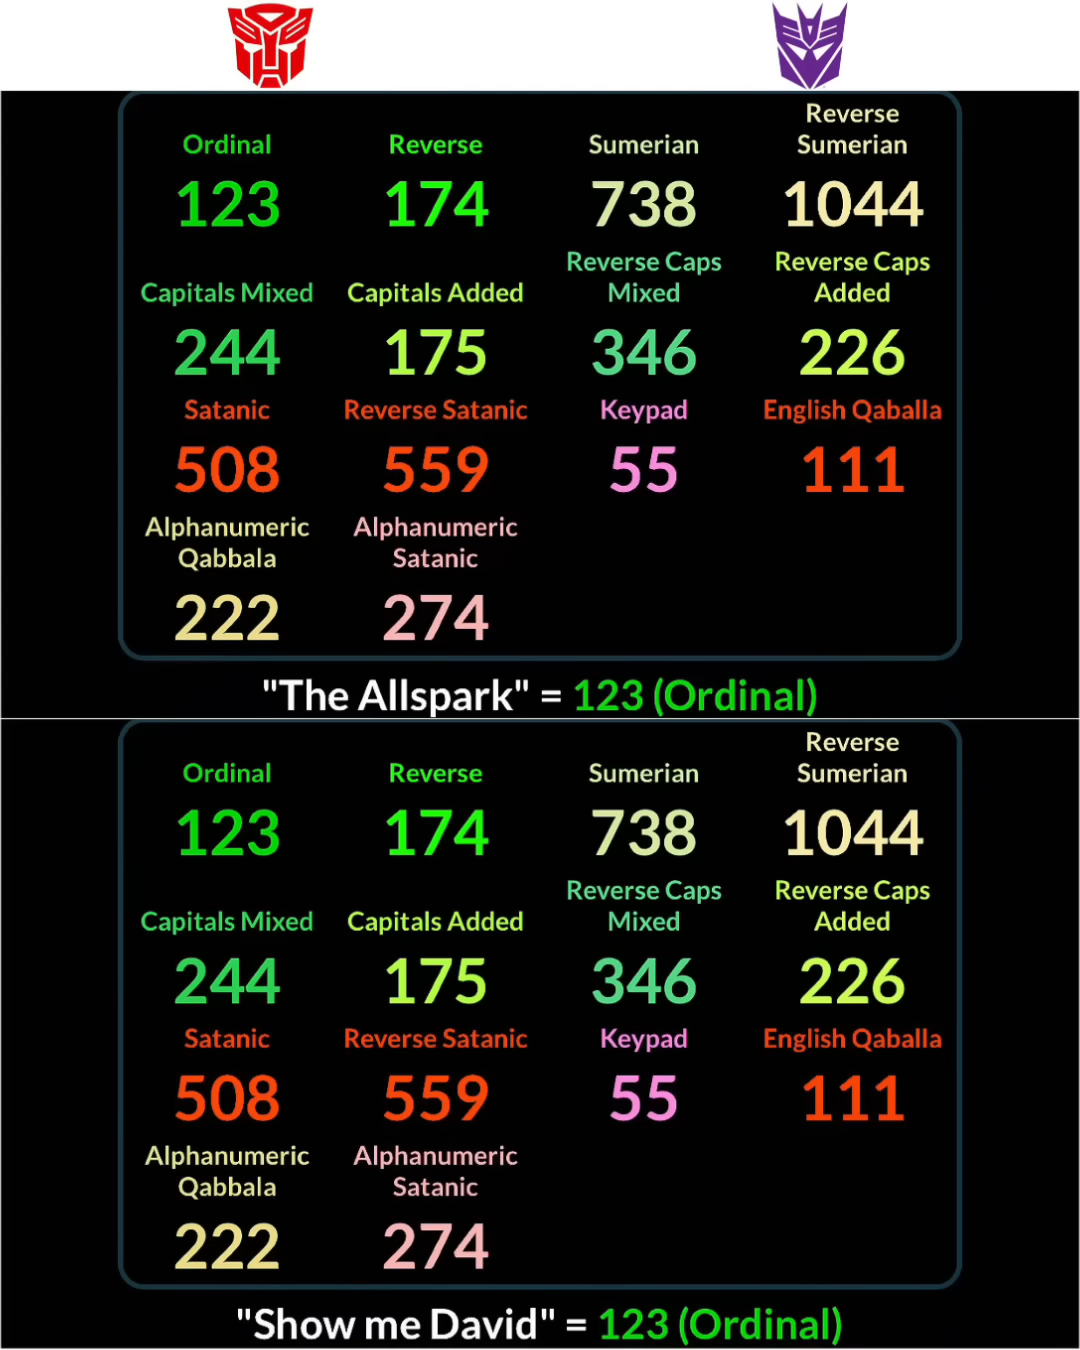 Ordinal Reverse Sumerian Reverse Sumerian
123 174 738 1044
Capitals Mixed Capitals Added Reverse Caps Mixed Reverse Caps Added
244 175 346 226
Satanic Reverse Satanic Keypad English Qaballa
508 559 55 111
Alphanumeric Qabbala Alphanumeric Satanic
222 274
"The Allspark" = 123 (Ordinal)
Ordinal Reverse Sumerian Reverse Sumerian
123 174 738 1044
Capitals Mixed Capitals Added Reverse Caps Mixed Reverse Caps Added
244 175 346 226
Satanic Reverse Satanic Keypad English Qaballa
508 559 55 111
Alphanumeric Qabbala Alphanumeric Satanic
222 274
"Show me David" = 123 (Ordinal)